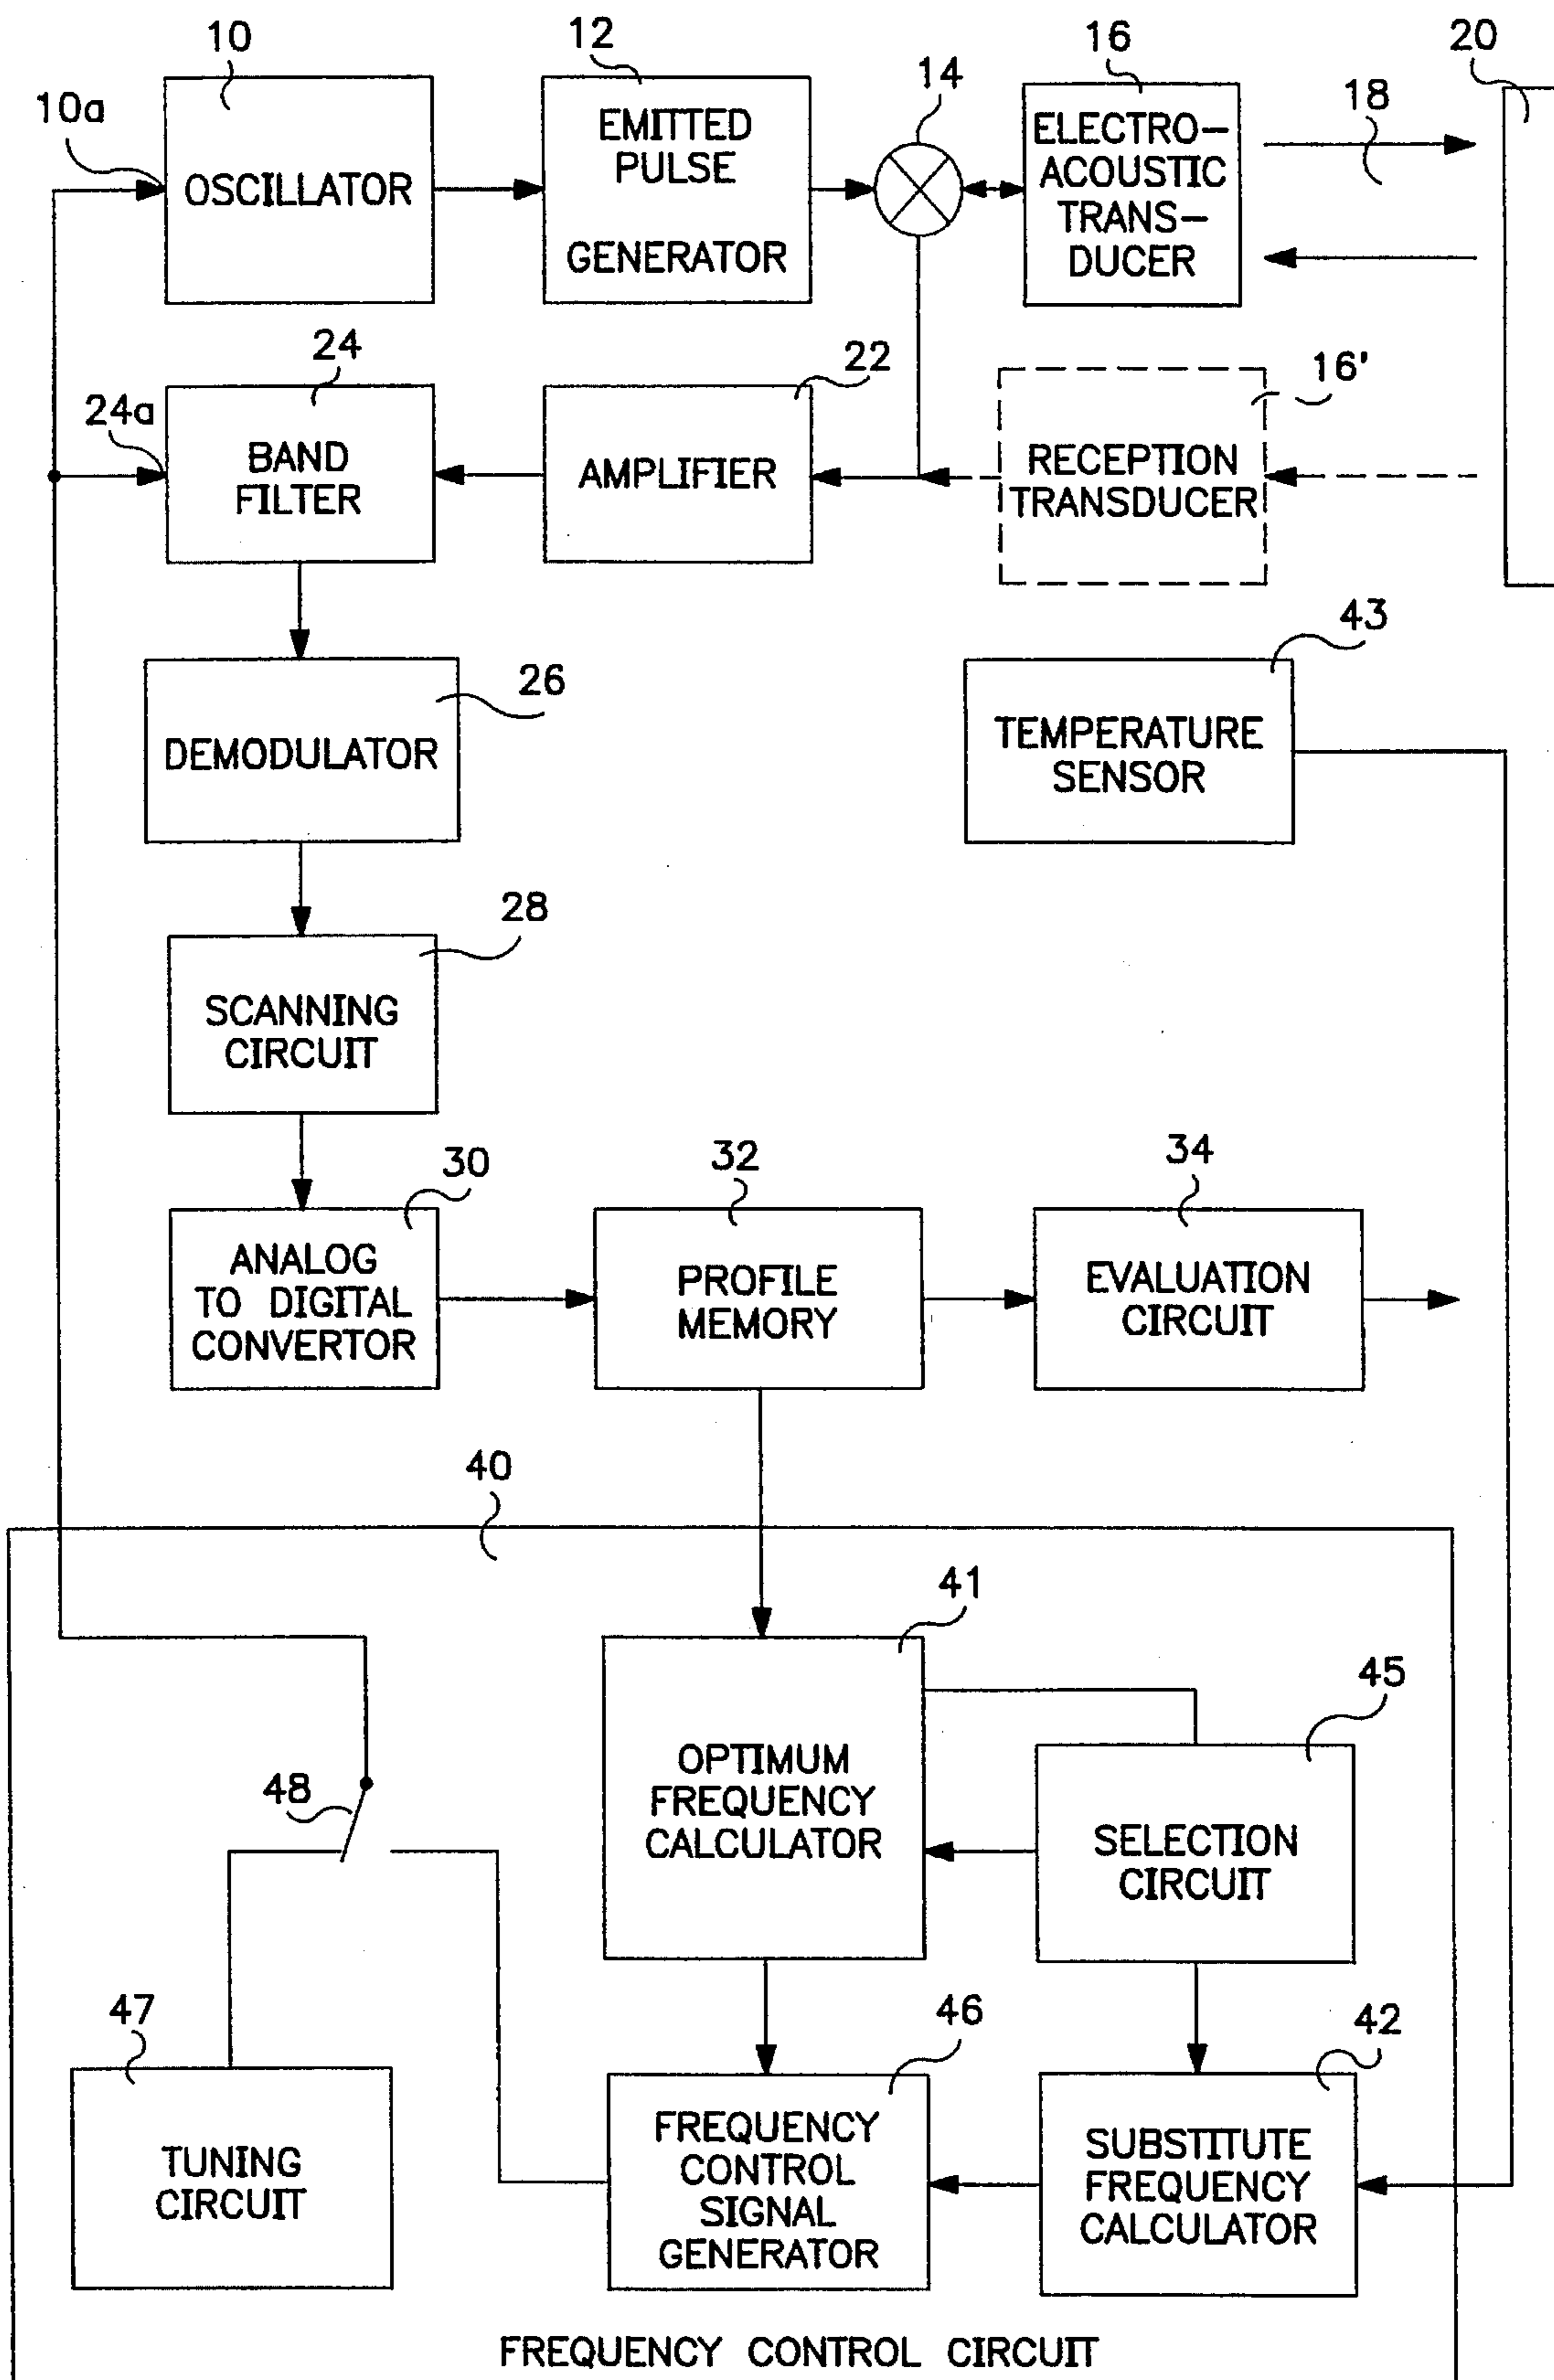 10
12
16
20
14
18
10a
OSCILLATOR
EMITTED
PULSE
GENERATOR
ELECTRO-
ACOUSTIC
TRANS-
DUCER
24
22
16'
24a
BAND
FILTER
AMPLIFIER
RECEPTION
TRANSDUCER
43
26
DEMODULATOR
TEMPERATURE
SENSOR
28
SCANNING
CIRCUIT
30
32
34
ANALOG
TO DIGITAL
CONVERTOR
PROFILE
MEMORY
EVALUATION
CIRCUIT
40
41
45
48
OPTIMUM
FREQUENCY
CALCULATOR
SELECTION
CIRCUIT
47
46
42
TUNING
CIRCUIT
FREQUENCY
CONTROL
SIGNAL
GENERATOR
SUBSTITUTE
FREQUENCY
CALCULATOR
FREQUENCY CONTROL CIRCUIT